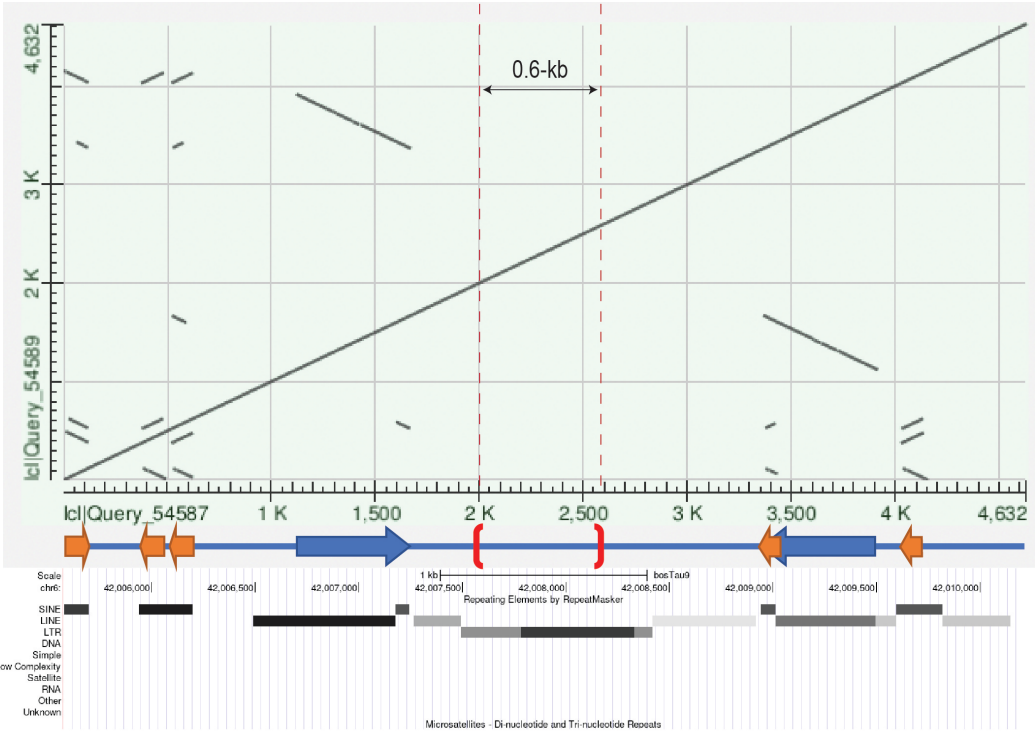 4,632
0.6-kb
3 K
2 K
lcl|Query_54589
lcl|Query_54587
1 K
1,500
2 K
2,500
3 K
3,500
4 K
4,632
Scale
1 kb
bosTau9
chr6:
42,006,000
42,006,500
42,007,000
42,007,500
42,008,000
42,008,500
42,009,000
42,009,500
42,010,000
Repeating Elements by RepeatMasker
SINE
LINE
LTR
DNA
Simple
ow Complexity
Satellite
RNA
Other
Unknown
Microsatellites - Di-nucleotide and Tri-nucleotide Repeats